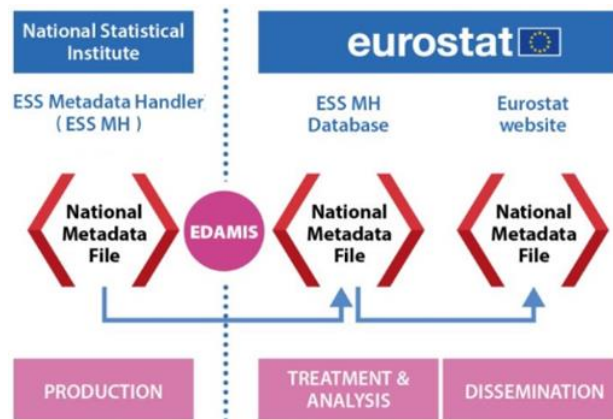 National Statistical
Institute
eurostat
ESS Metadata Handler
( ESS MH )
ESS MH
Database
Eurostat
website
National
Metadata
File
EDAMIS
National
Metadata
File
National
Metadata
File
PRODUCTION
TREATMENT &
ANALYSIS
DISSEMINATION